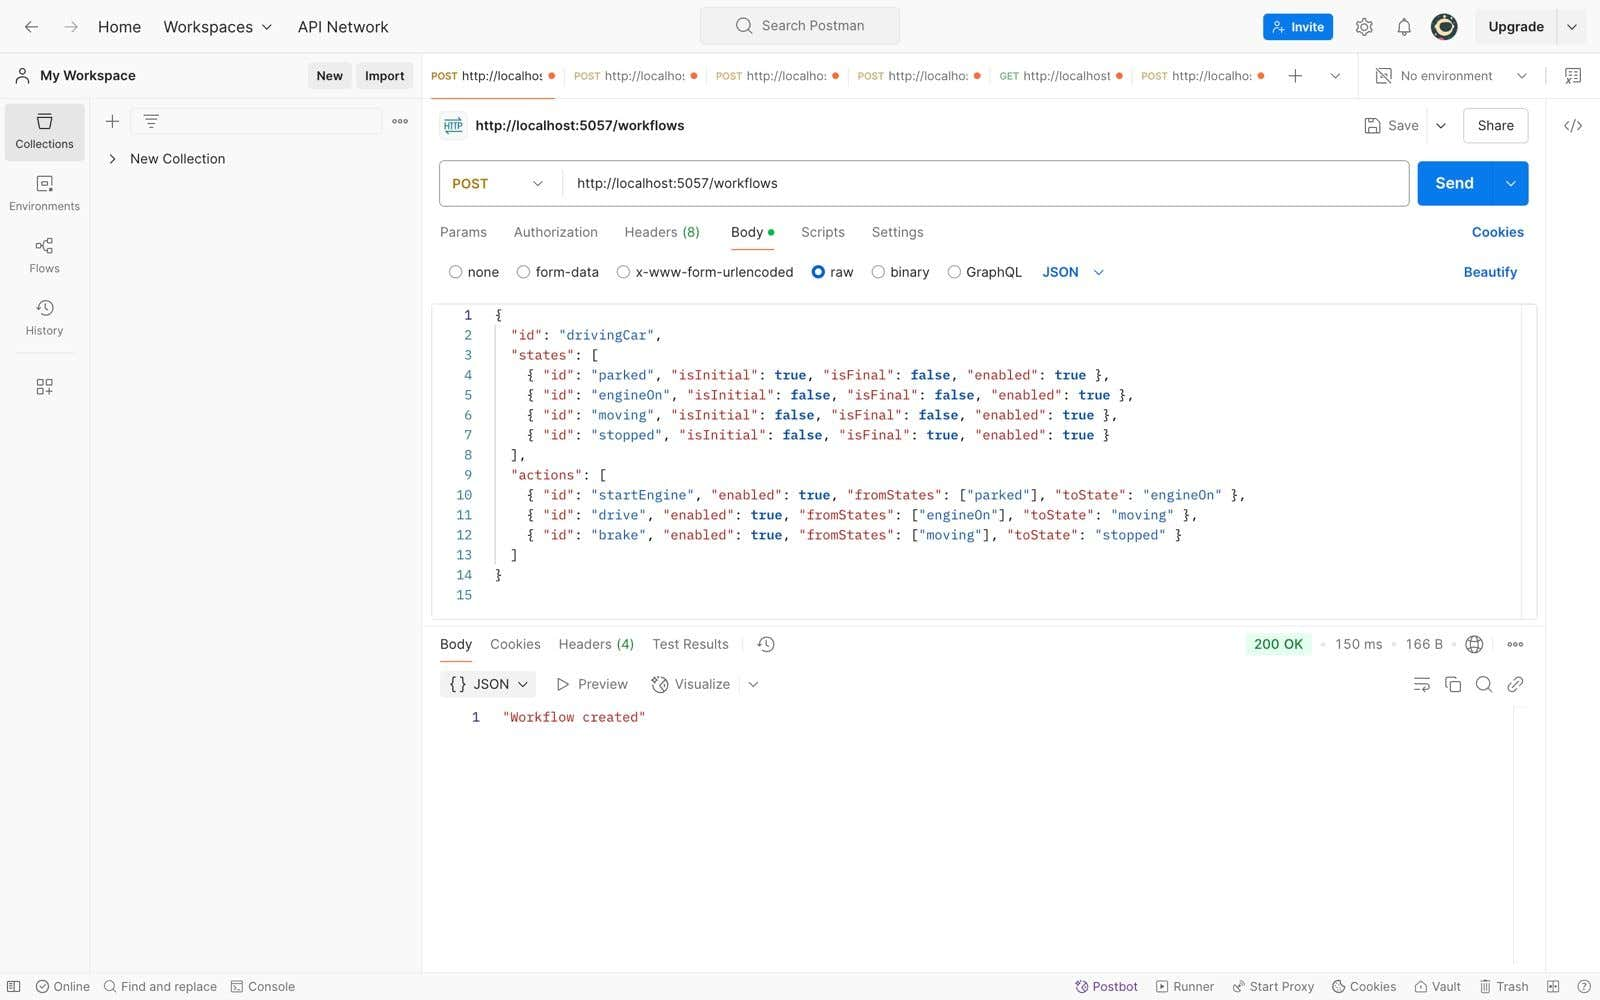 Home Workspaces API Network Search Postman Invite Upgrade
My Workspace New Import POST http://localhos POST http://localho: POST http://localho: POST http://localho: GET http://localhost POST http://localho: No environment
Collections
Environments
Flows
History
New Collection
HTTP http://localhost:5057/workflows Save Share
POST http://localhost:5057/workflows Send
Params Authorization Headers (8) Body Scripts Settings Cookies
none form-data x-www-form-urlencoded raw binary GraphQL JSON Beautify
1 {
2 "id": "drivingCar",
3 "states": [
4 { "id": "parked", "isInitial": true, "isFinal": false, "enabled": true },
5 { "id": "engineOn", "isInitial": false, "isFinal": false, "enabled": true },
6 { "id": "moving", "isInitial": false, "isFinal": false, "enabled": true },
7 { "id": "stopped", "isInitial": false, "isFinal": true, "enabled": true }
8 ],
9 "actions": [
10 { "id": "startEngine", "enabled": true, "fromStates": ["parked"], "toState": "engineOn" },
11 { "id": "drive", "enabled": true, "fromStates": ["engineOn"], "toState": "moving" },
12 { "id": "brake", "enabled": true, "fromStates": ["moving"], "toState": "stopped" }
13 ]
14 }
15
Body Cookies Headers (4) Test Results 200 OK 150 ms 166 B
{} JSON Preview Visualize
1 "Workflow created"
Online Find and replace Console Postbot Runner Start Proxy Cookies Vault Trash